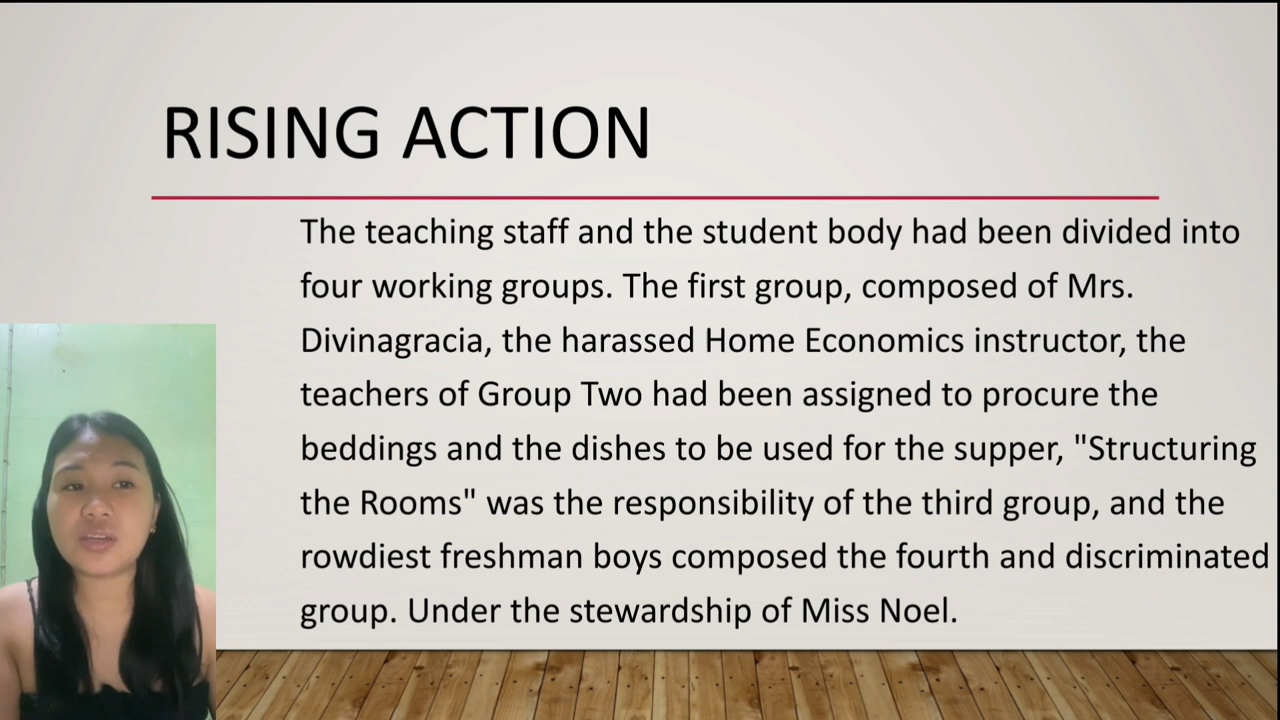 RISING ACTION
The teaching staff and the student body had been divided into
four working groups. The first group, composed of Mrs.
Divinagracia, the harassed Home Economics instructor, the
teachers of Group Two had been assigned to procure the
beddings and the dishes to be used for the supper, "Structuring
the Rooms" was the responsibility of the third group, and the
rowdiest freshman boys composed the fourth and discriminated
group. Under the stewardship of Miss Noel.